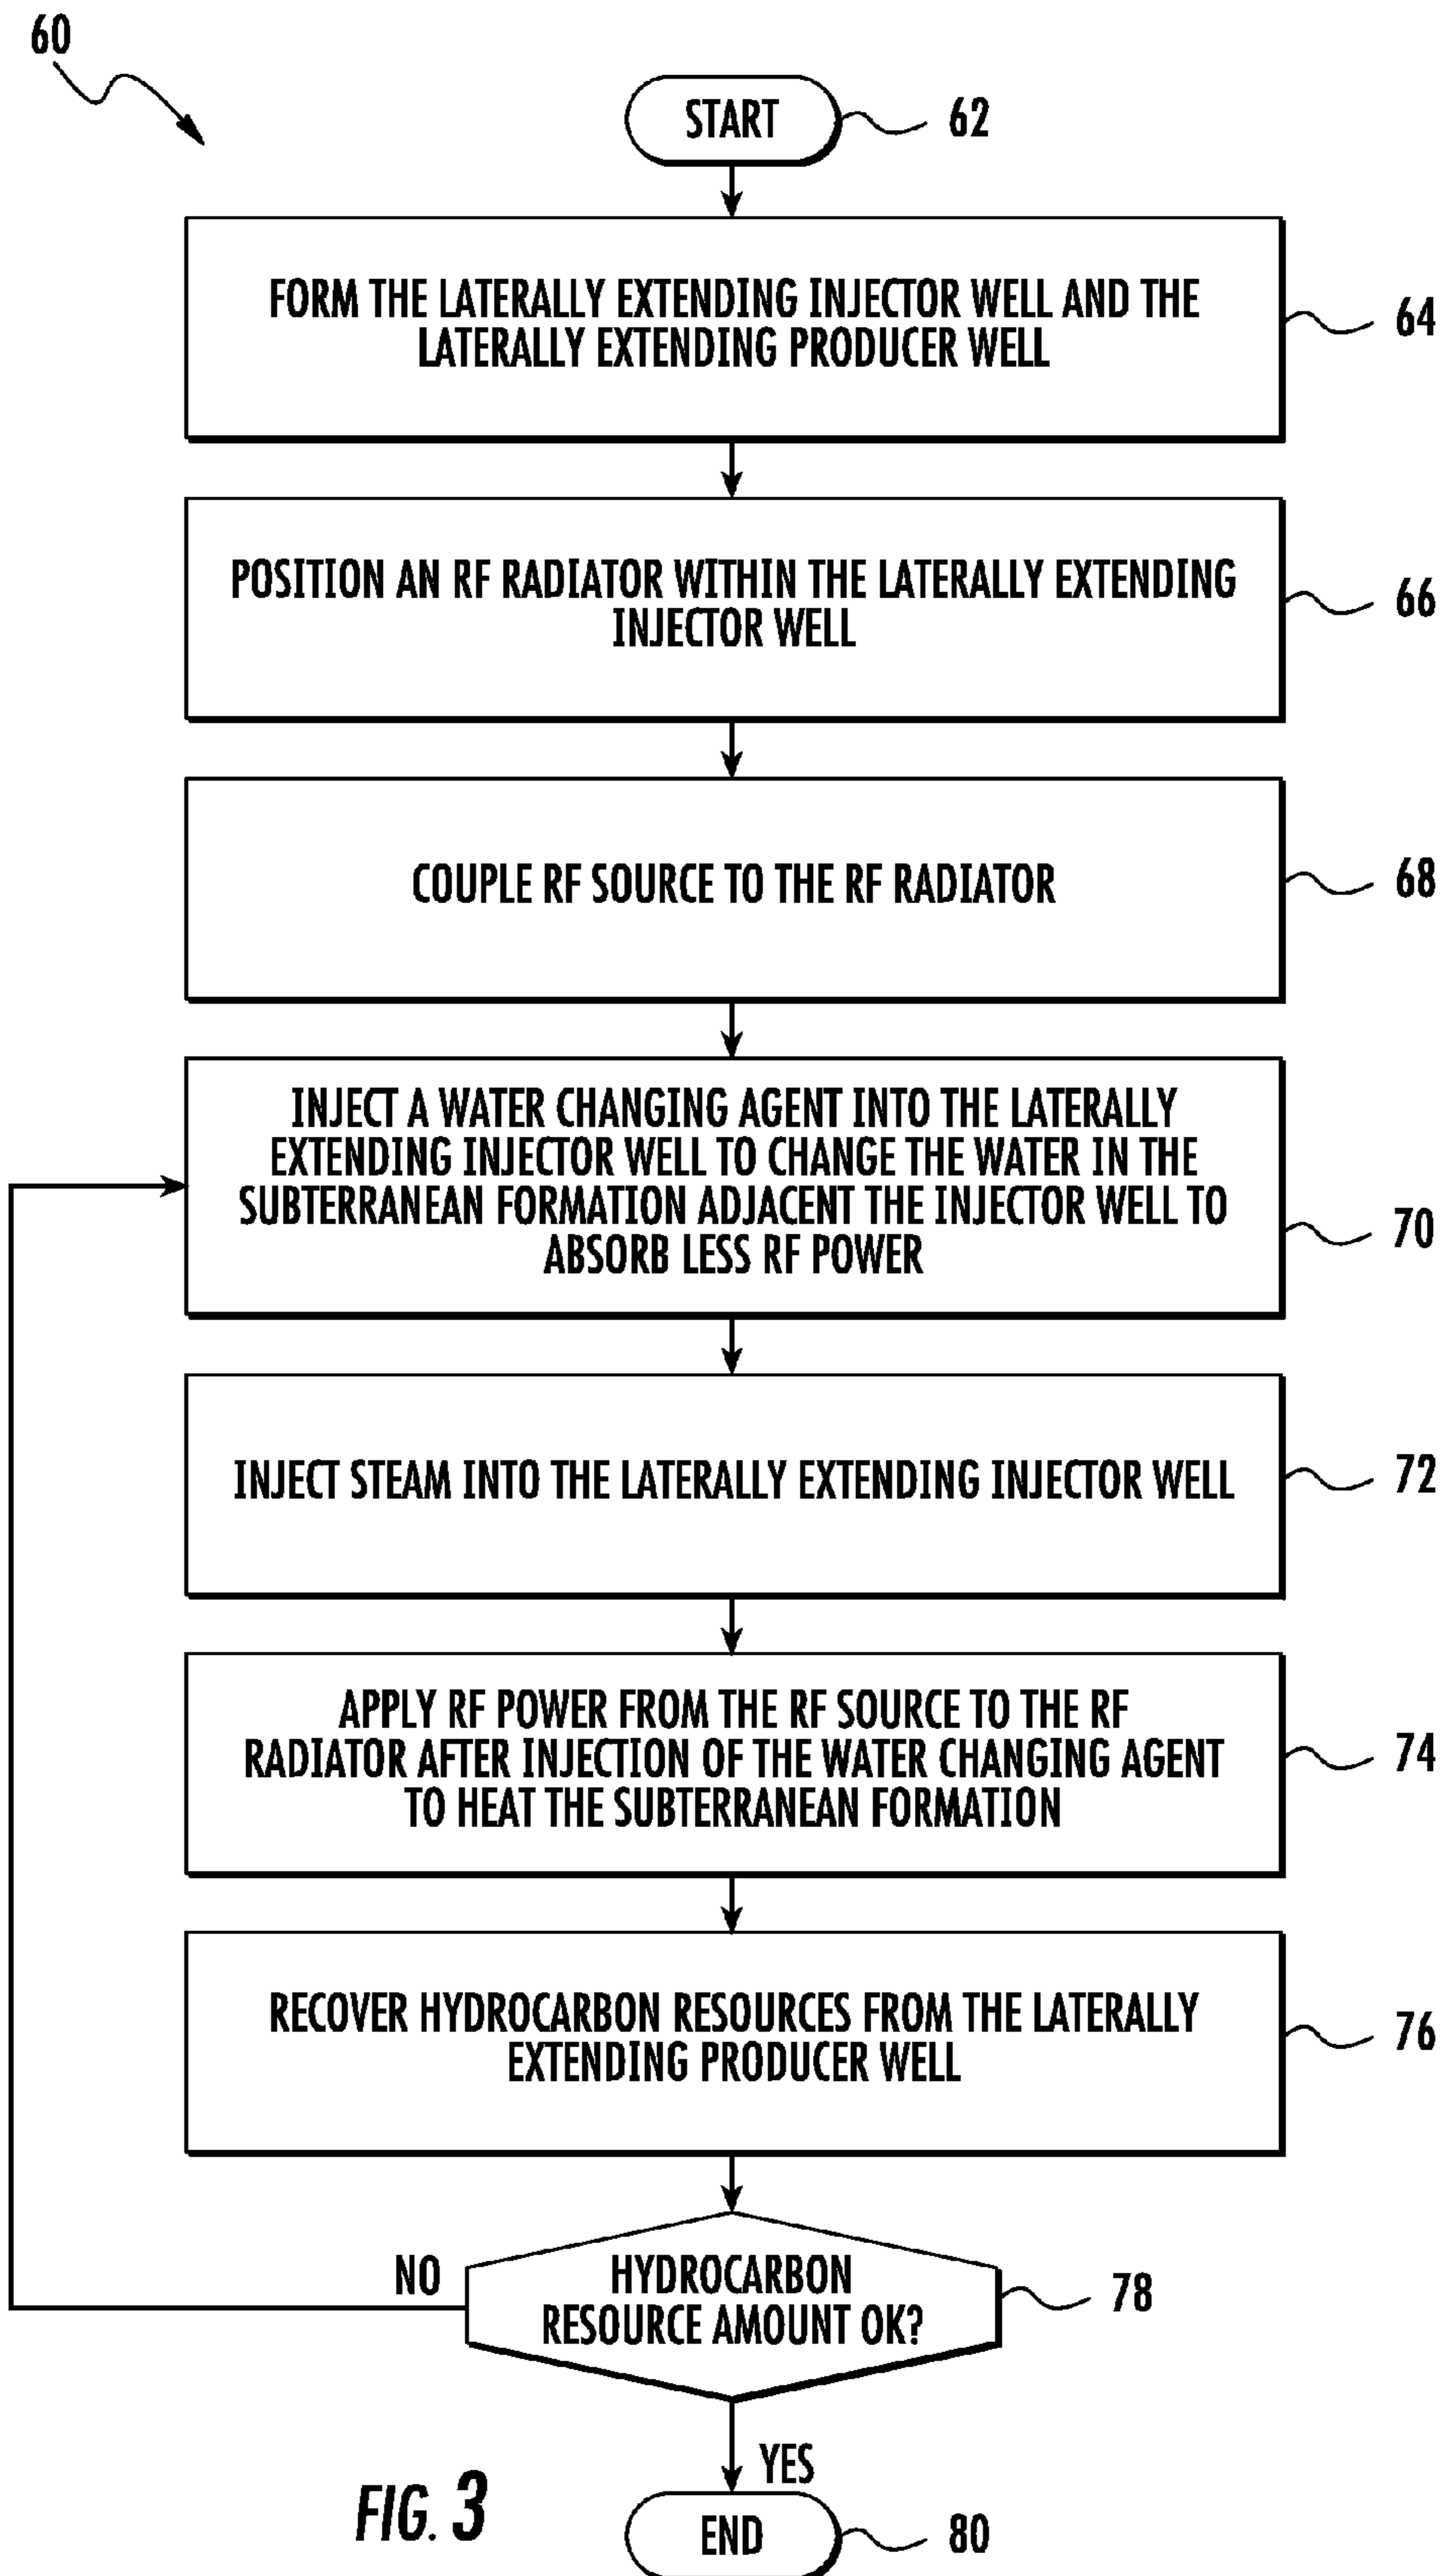 60
START
62
FORM THE LATERALLY EXTENDING INJECTOR WELL AND THE
LATERALLY EXTENDING PRODUCER WELL
64
POSITION AN RF RADIATOR WITHIN THE LATERALLY EXTENDING
INJECTOR WELL
66
COUPLE RF SOURCE TO THE RF RADIATOR
68
INJECT A WATER CHANGING AGENT INTO THE LATERALLY
EXTENDING INJECTOR WELL TO CHANGE THE WATER IN THE
SUBTERRANEAN FORMATION ADJACENT THE INJECTOR WELL TO
ABSORB LESS RF POWER
70
INJECT STEAM INTO THE LATERALLY EXTENDING INJECTOR WELL
72
APPLY RF POWER FROM THE RF SOURCE TO THE RF
RADIATOR AFTER INJECTION OF THE WATER CHANGING AGENT
TO HEAT THE SUBTERRANEAN FORMATION
74
RECOVER HYDROCARBON RESOURCES FROM THE LATERALLY
EXTENDING PRODUCER WELL
76
NO
HYDROCARBON
RESOURCE AMOUNT OK?
78
YES
FIG. 3
END
80